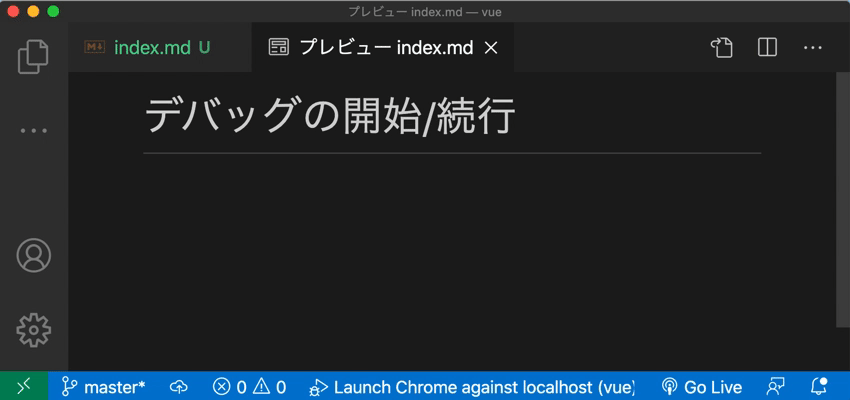 プレビュー index.md — vue
index.md U
プレビュー index.md
デバッグの開始/続行
master* 0 0 Launch Chrome against localhost (vue) Go Live